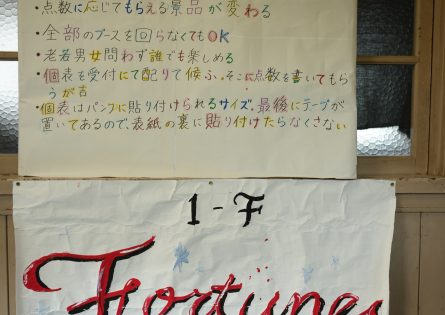 ・点数に応じてもらえる景品が変わる
・全部のブースを回らなくてもOK
・老若男女問わず誰でも楽しめる
・個表を受付にて配りて候ふ。そこに点数を書いてもら
うが吉
・個表はパンフに貼り付けられるサイズ。最後にテープが
置いてあるので、表紙の裏に貼り付けたらなくさない
1-F
Fortunes